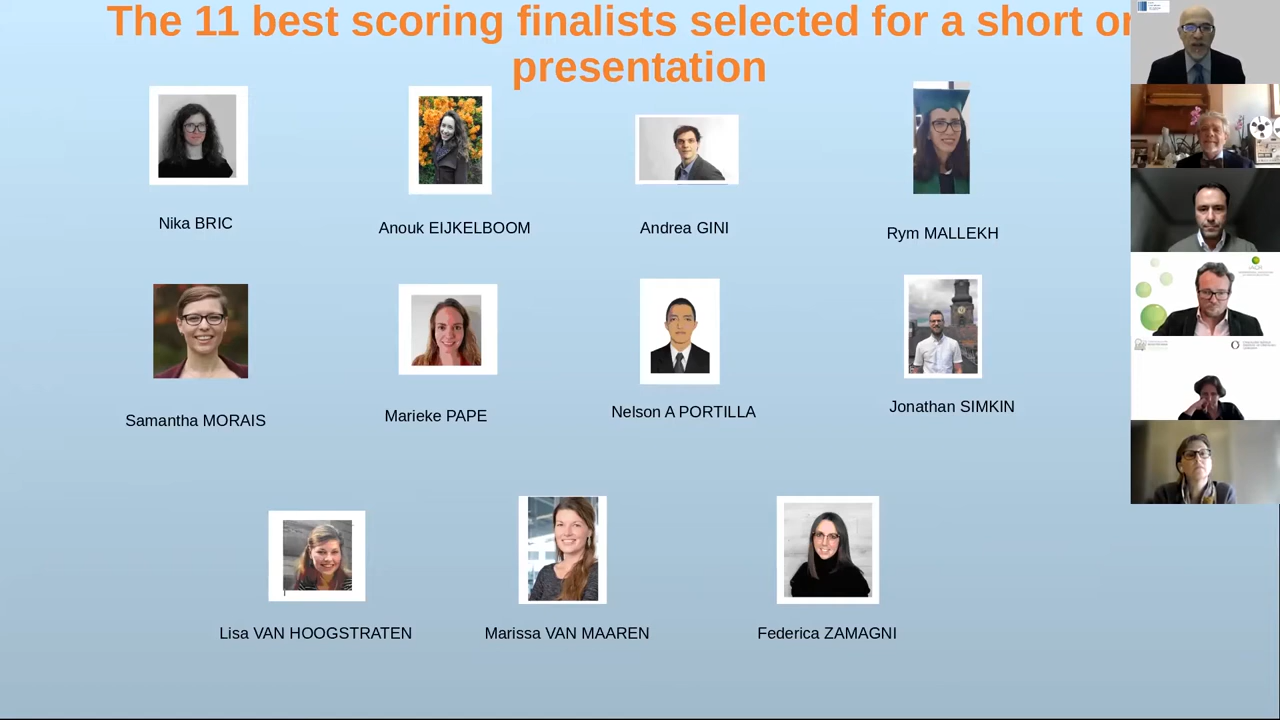 The 11 best scoring finalists selected for a short or
presentation
Nika BRIC
Anouk EIJKELBOOM
Andrea GINI
Rym MALLEKH
Samantha MORAIS
Marieke PAPE
Nelson A PORTILLA
Jonathan SIMKIN
Lisa VAN HOOGSTRATEN
Marissa VAN MAAREN
Federica ZAMAGNI